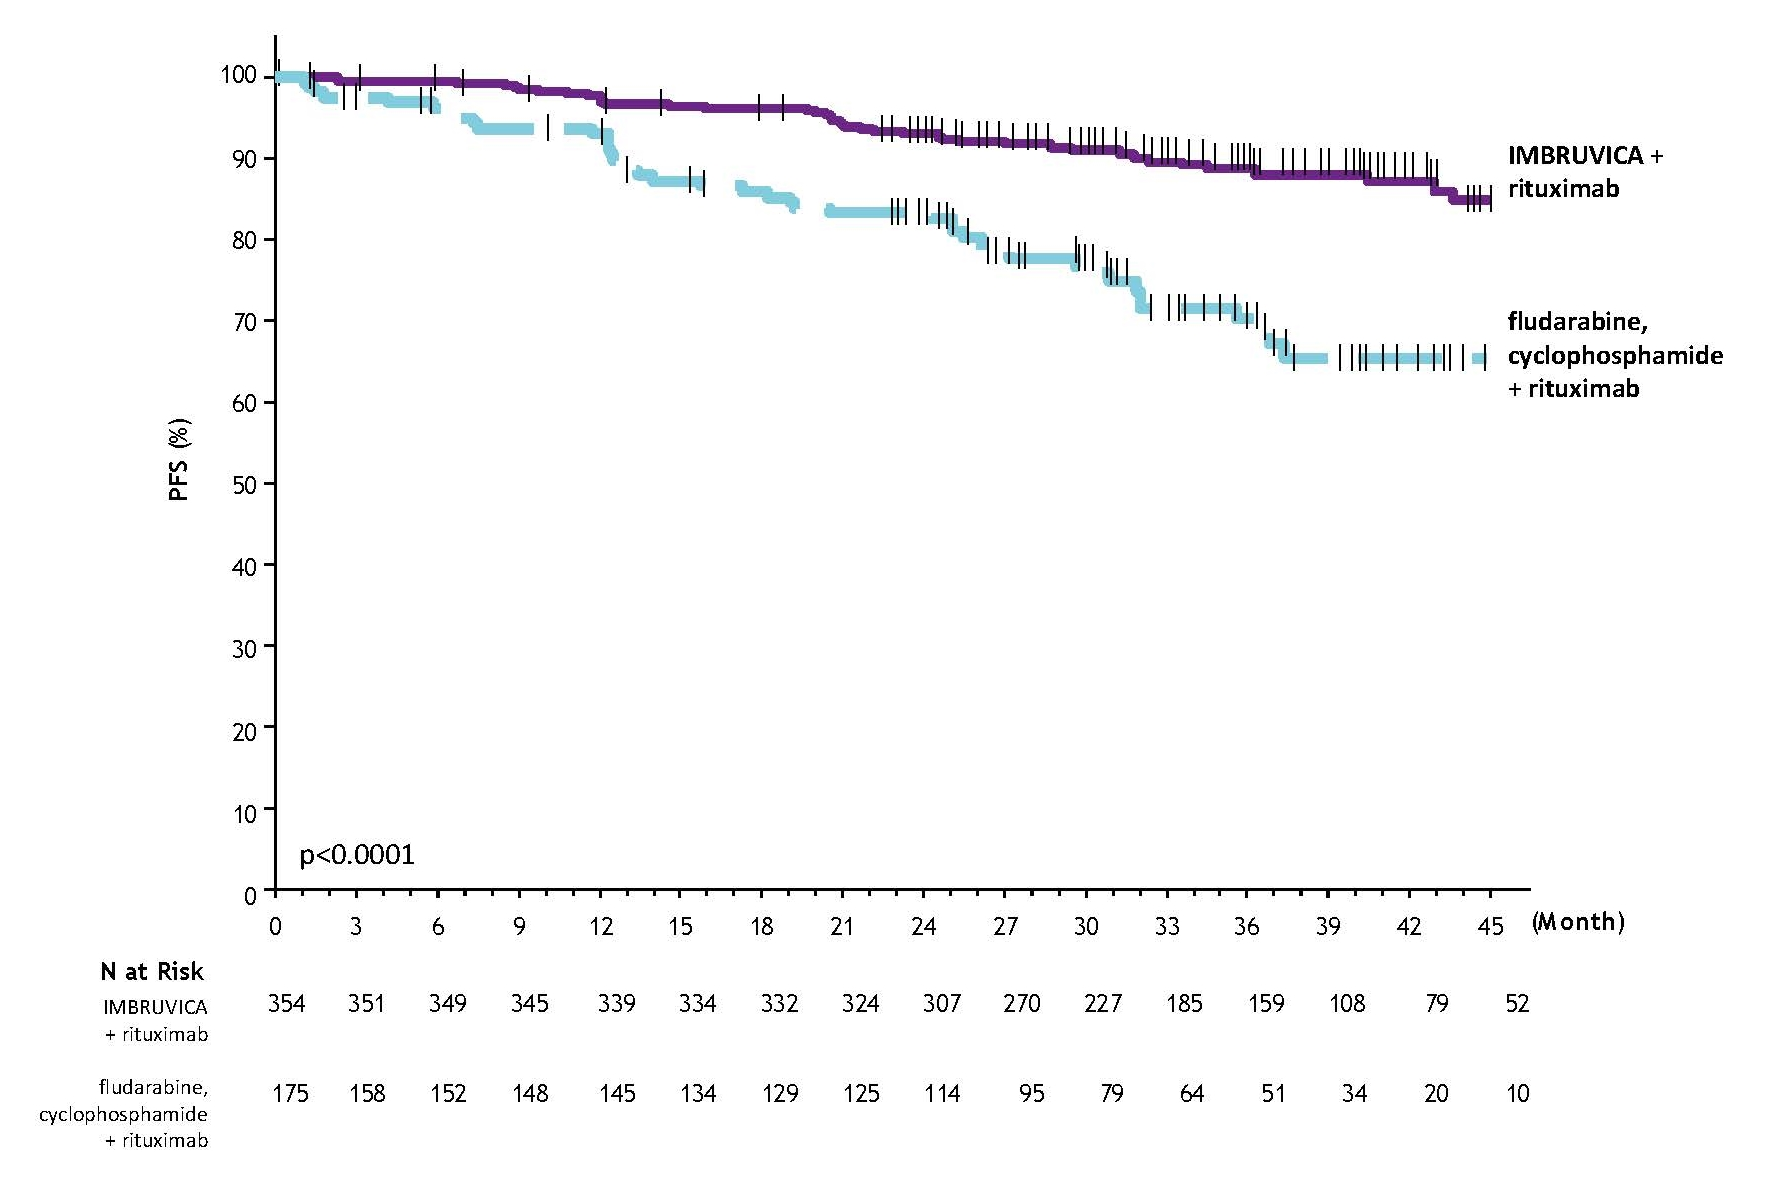 100
90
80
70
60
50
40
30
20
10
0
PFS (%)
IMBRUVICA +
rituximab
fludarabine,
cyclophosphamide
+ rituximab
p<0.0001
0 3 6 9 12 15 18 21 24 27 30 33 36 39 42 45 (Month)
N at Risk
IMBRUVICA
+ rituximab
354 351 349 345 339 334 332 324 307 270 227 185 159 108 79 52
fludarabine,
cyclophosphamide
+ rituximab
175 158 152 148 145 134 129 125 114 95 79 64 51 34 20 10